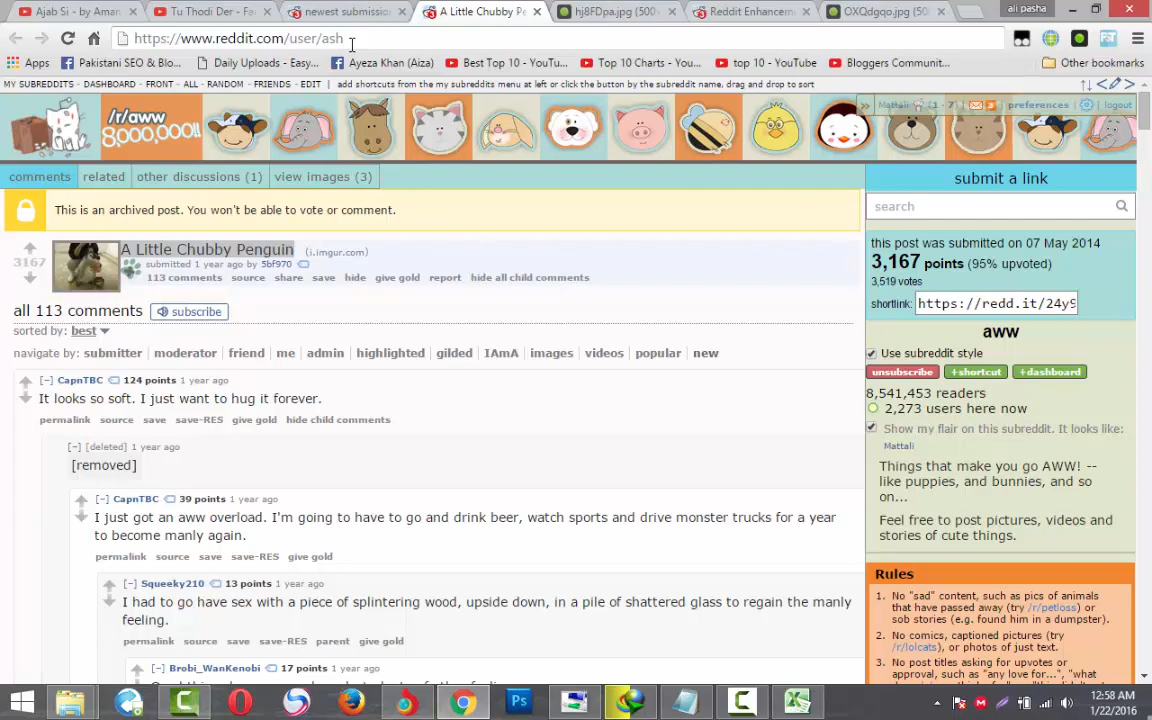 Ajab Si - by Aman
Tu Thodi Der - Fa
newest submissio
A Little Chubby Pe
hj8FDpa.jpg (500
Reddit Enhancem
OXQdgqo.jpg (500
ali pasha
https://www.reddit.com/user/ash
Apps
Pakistani SEO & Blo...
Daily Uploads - Easy...
Ayeza Khan (Aiza)
Best Top 10 - YouTu...
Top 10 Charts - You...
top 10 - YouTube
Bloggers Communit...
Other bookmarks
MY SUBREDDITS - DASHBOARD - FRONT - ALL - RANDOM - FRIENDS - EDIT | add shortcuts from the my subreddits menu at left or click the button by the subreddit name, drag and drop to sort
/r/aww
8,000,000!!
Mattali (1 · 7) | preferences | logout
comments
related
other discussions (1)
view images (3)
submit a link
This is an archived post. You won't be able to vote or comment.
search
A Little Chubby Penguin (i.imgur.com)
3167
submitted 1 year ago by 5bf970
113 comments source share save hide give gold report hide all child comments
this post was submitted on 07 May 2014
3,167 points (95% upvoted)
3,519 votes
shortlink: https://redd.it/24y9
all 113 comments
subscribe
sorted by: best
navigate by: submitter | moderator | friend | me | admin | highlighted | gilded | IAmA | images | videos | popular | new
aww
Use subreddit style
unsubscribe +shortcut +dashboard
8,541,453 readers
2,273 users here now
Show my flair on this subreddit. It looks like:
Mattali
Things that make you go AWW! --
like puppies, and bunnies, and so
on...
Feel free to post pictures, videos and
stories of cute things.
Rules
1. No "sad" content, such as pics of animals
that have passed away (try /r/petloss) or
sob stories (e.g. found him in a dumpster).
2. No comics, captioned pictures (try
/r/lolcats), or photos of just text.
3. No post titles asking for upvotes or
approval, such as "any love for...", "what
[−] CapnTBC 124 points 1 year ago
It looks so soft. I just want to hug it forever.
permalink source save save-RES give gold hide child comments
[−] [deleted] 1 year ago
[removed]
[−] CapnTBC 39 points 1 year ago
I just got an aww overload. I'm going to have to go and drink beer, watch sports and drive monster trucks for a year
to become manly again.
permalink source save save-RES give gold
[−] Squeeky210 13 points 1 year ago
I had to go have sex with a piece of splintering wood, upside down, in a pile of shattered glass to regain the manly
feeling.
permalink source save save-RES parent give gold
[−] Brobi_WanKenobi 17 points 1 year ago
12:58 AM
1/22/2016